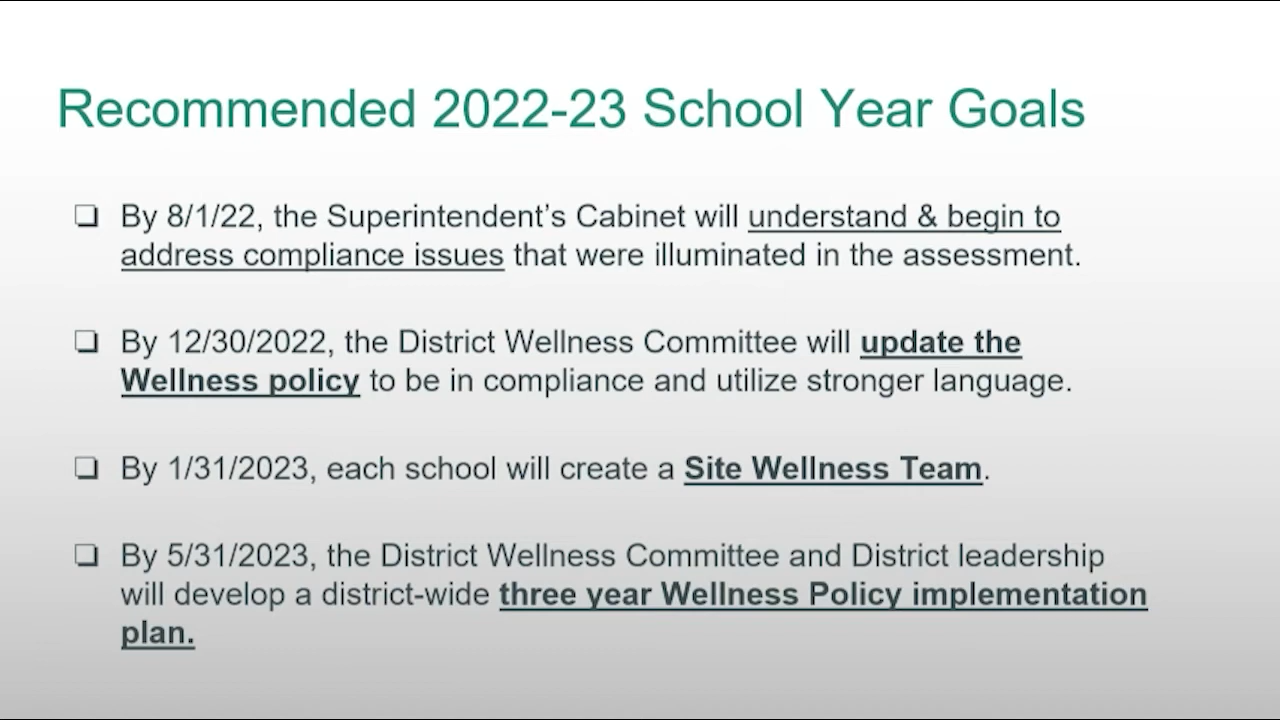 Recommended 2022-23 School Year Goals
❏ By 8/1/22, the Superintendent’s Cabinet will understand & begin to
address compliance issues that were illuminated in the assessment.
❏ By 12/30/2022, the District Wellness Committee will update the
Wellness policy to be in compliance and utilize stronger language.
❏ By 1/31/2023, each school will create a Site Wellness Team.
❏ By 5/31/2023, the District Wellness Committee and District leadership
will develop a district-wide three year Wellness Policy implementation
plan.